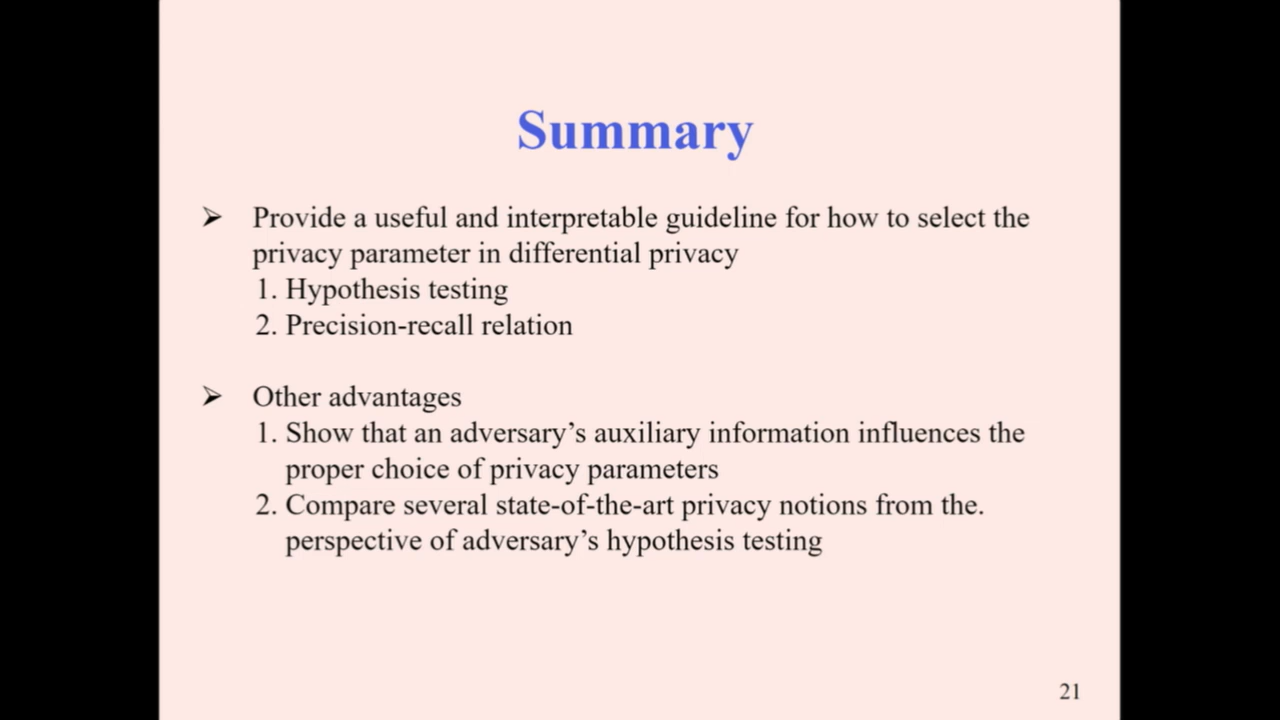 Summary
➢ Provide a useful and interpretable guideline for how to select the
privacy parameter in differential privacy
1. Hypothesis testing
2. Precision-recall relation
➢ Other advantages
1. Show that an adversary’s auxiliary information influences the
proper choice of privacy parameters
2. Compare several state-of-the-art privacy notions from the.
perspective of adversary’s hypothesis testing
21